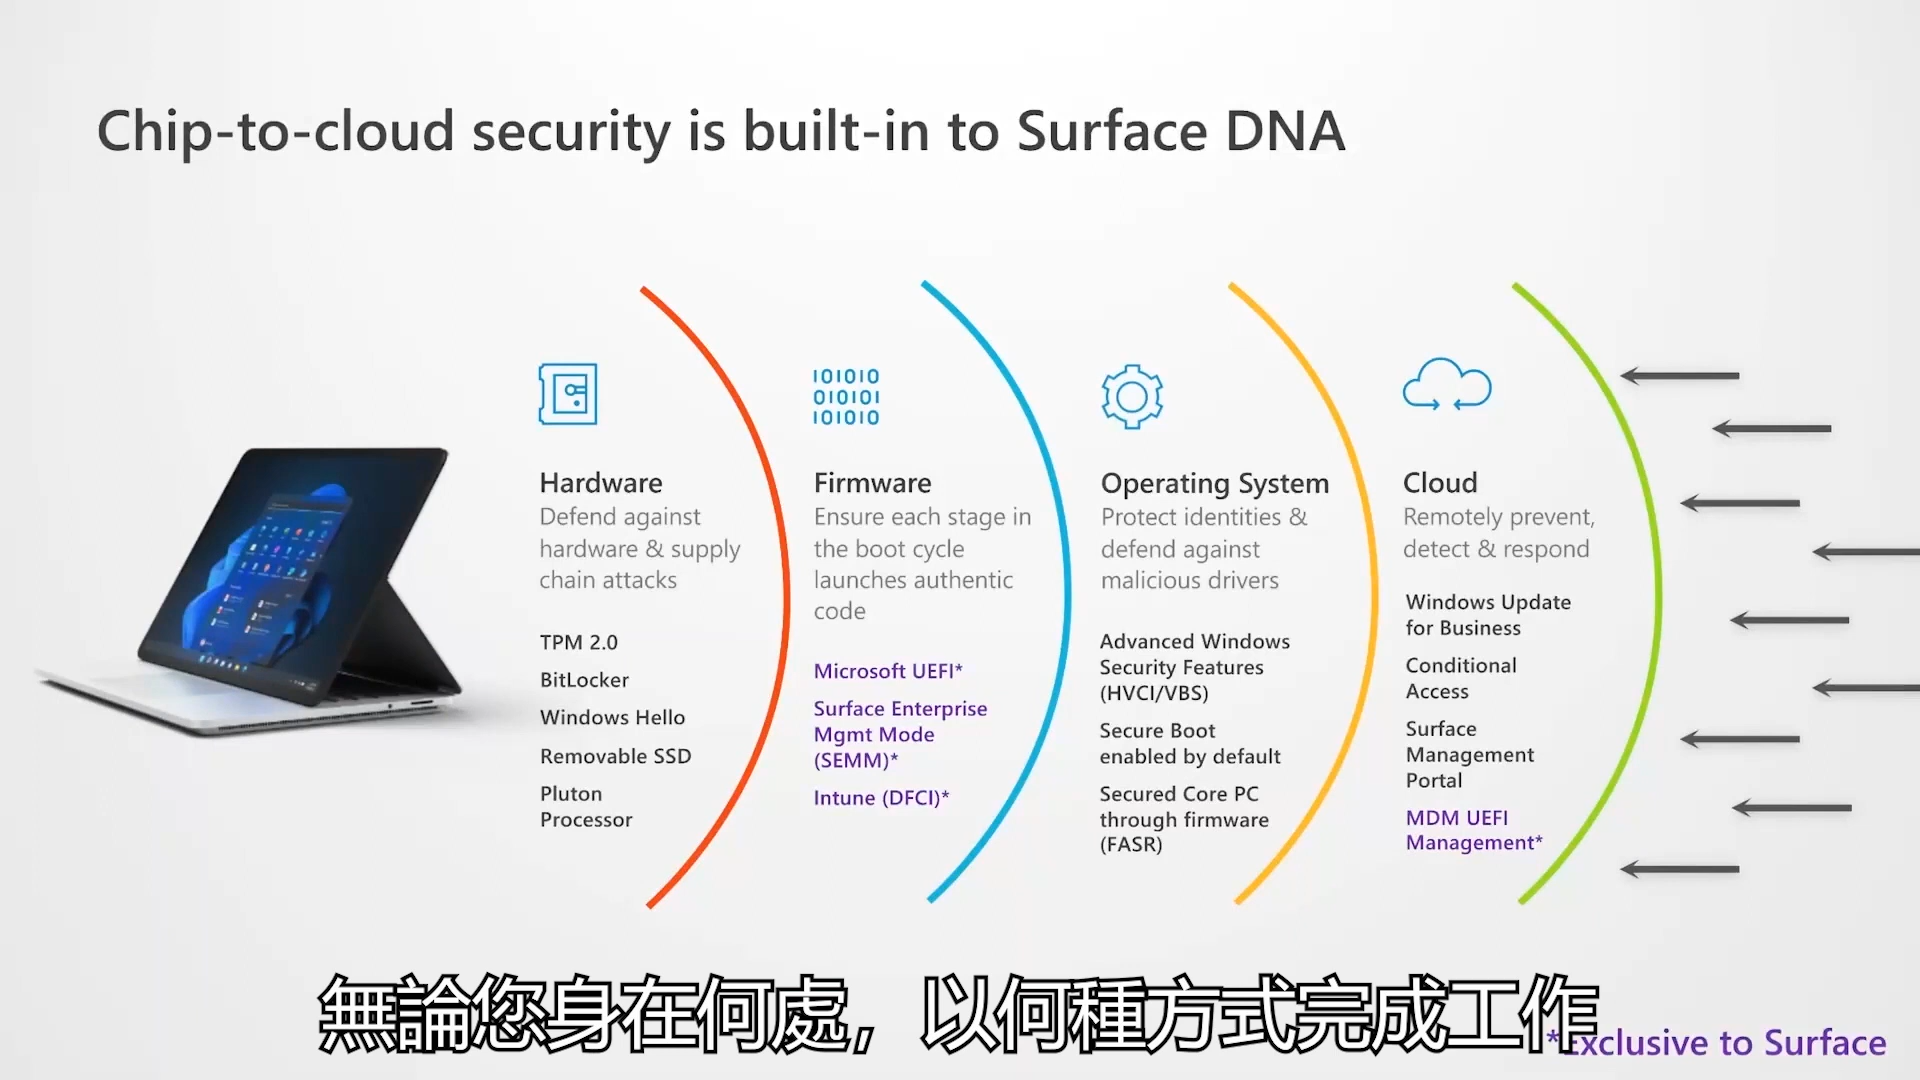 Chip-to-cloud security is built-in to Surface DNA
101010
010101
101010
Hardware
Defend against
hardware & supply
chain attacks
TPM 2.0
BitLocker
Windows Hello
Removable SSD
Pluton
Processor
Firmware
Ensure each stage in
the boot cycle
launches authentic
code
Microsoft UEFI*
Surface Enterprise
Mgmt Mode
(SEMM)*
Intune (DFCI)*
Operating System
Protect identities &
defend against
malicious drivers
Advanced Windows
Security Features
(HVCI/VBS)
Secure Boot
enabled by default
Secured Core PC
through firmware
(FASR)
Cloud
Remotely prevent,
detect & respond
Windows Update
for Business
Conditional
Access
Surface
Management
Portal
MDM UEFI
Management*
無論您身在何處，以何種方式完成工作
*Exclusive to Surface